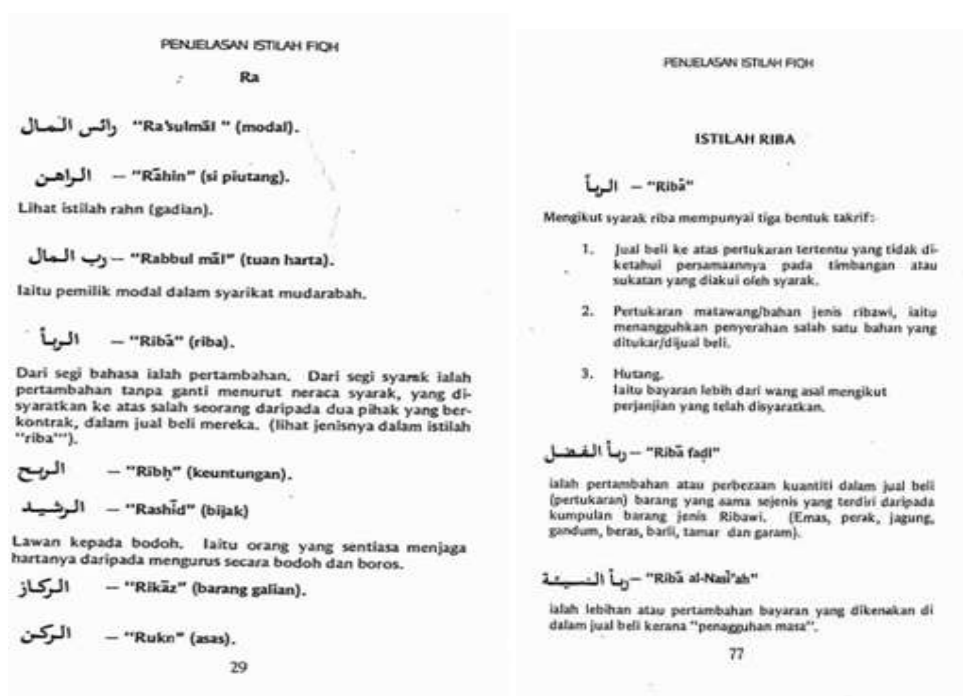 PENJELASAN ISTILAH FIQH
Ra
رائس المال "Ra'sulmāl " (modal).
الراهن — "Rāhin" (si piutang).
Lihat istilah rahn (gadian).
رب المال — "Rabbul māl" (tuan harta).
Iaitu pemilik modal dalam syarikat mudarabah.
الربأ — "Ribā" (riba).
Dari segi bahasa ialah pertambahan. Dari segi syarak ialah
pertambahan tanpa ganti menurut neraca syarak, yang di-
syaratkan ke atas salah seorang daripada dua pihak yang ber-
kontrak, dalam jual beli mereka. (lihat jenisnya dalam istilah
"riba'").
الربح — "Ribḥ" (keuntungan).
الرشيد — "Rashīd" (bijak)
Lawan kepada bodoh. Iaitu orang yang sentiasa menjaga
hartanya daripada mengurus secara bodoh dan boros.
الركاز — "Rikāz" (barang galian).
الركن — "Rukn" (asas).
29
PENJELASAN ISTILAH FIQH
ISTILAH RIBA
الربأ — "Ribā"
Mengikut syarak riba mempunyai tiga bentuk takrif:-
1. Jual beli ke atas pertukaran tertentu yang tidak di-
ketahui persamaannya pada timbangan atau
sukatan yang diakui oleh syarak.
2. Pertukaran matawang/bahan jenis ribawi, iaitu
menangguhkan penyerahan salah satu bahan yang
ditukar/dijual beli.
3. Hutang.
Iaitu bayaran lebih dari wang asal mengikut
perjanjian yang telah disyaratkan.
ربأ الفضل — "Ribā faḍl"
ialah pertambahan atau perbezaan kuantiti dalam jual beli
(pertukaran) barang yang sama sejenis yang terdiri daripada
kumpulan barang jenis Ribawi. (Emas, perak, jagung,
gandum, beras, barli, tamar dan garam).
ربأ النسيئة — "Ribā al-Nasī'ah"
ialah lebihan atau pertambahan bayaran yang dikenakan di
dalam jual beli kerana "penagguhan masa".
77